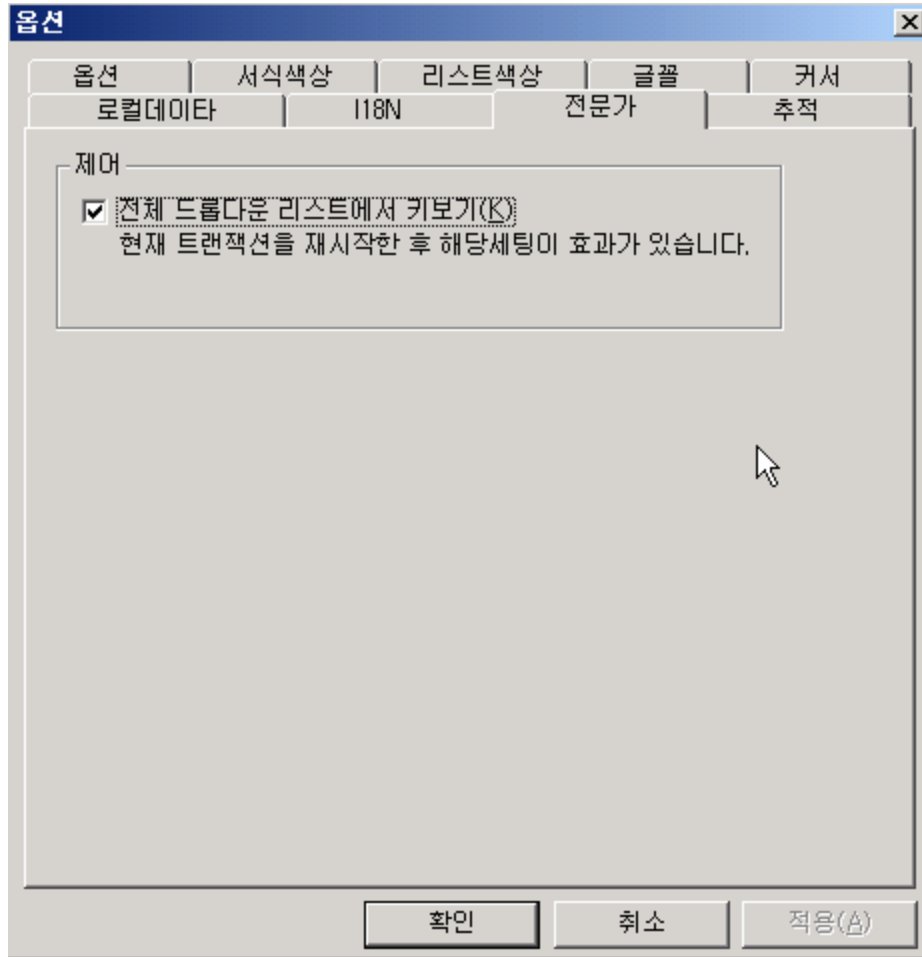 옵션
옵션 서식색상 리스트색상 글꼴 커서
로컬데이타 I18N 전문가 추적
제어
전체 드롭다운 리스트에서 키보기(K)
현재 트랜잭션을 재시작한 후 해당세팅이 효과가 있습니다.
확인 취소 적용(A)